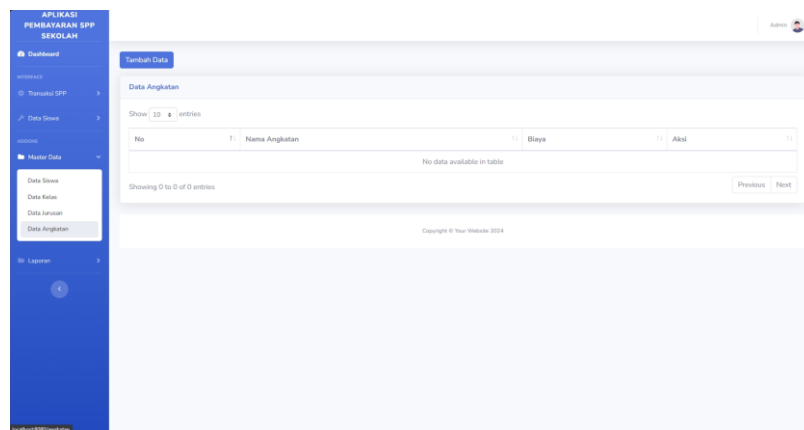 APLIKASI
PEMBAYARAN SPP
SEKOLAH
Admin
Dashboard
INTERFACE
Transaksi SPP
Data Siswa
ADDONS
Master Data
Data Siswa
Data Kelas
Data Jurusan
Data Angkatan
Laporan
Tambah Data
Data Angkatan
Show 10 entries
No Nama Angkatan Biaya Aksi
No data available in table
Showing 0 to 0 of 0 entries
Previous Next
Copyright © Your Website 2024